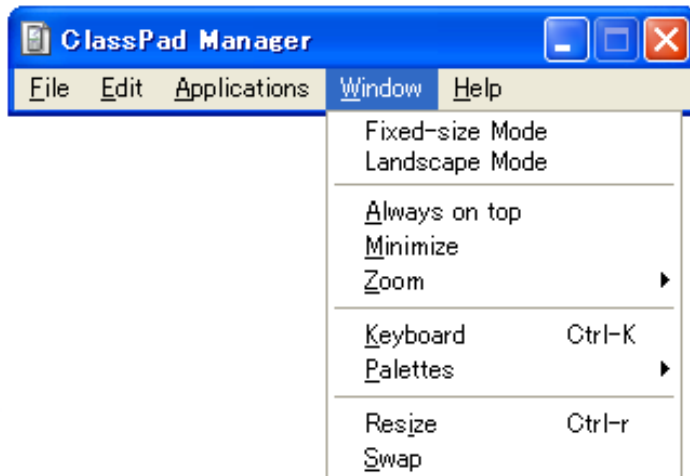 ClassPad Manager
File Edit Applications Window Help
Fixed-size Mode
Landscape Mode
Always on top
Minimize
Zoom
Keyboard Ctrl-K
Palettes
Resize Ctrl-r
Swap